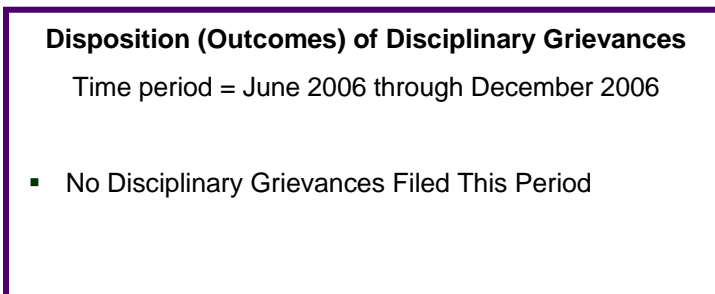 Disposition (Outcomes) of Disciplinary Grievances
Time period = June 2006 through December 2006
▪ No Disciplinary Grievances Filed This Period